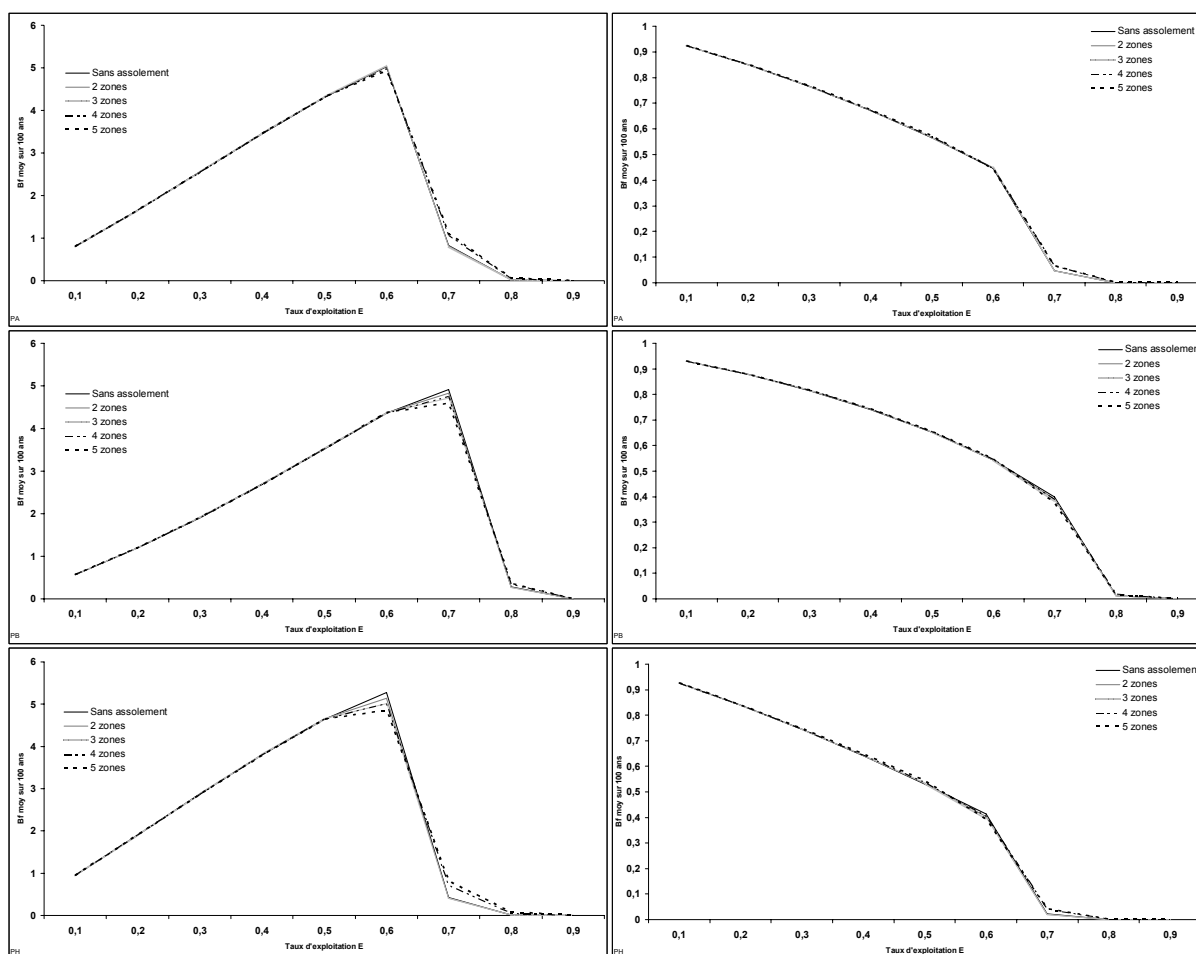 Bf moy sur 100 ans
6
5
4
3
2
1
0
Sans assolement
2 zones
3 zones
4 zones
5 zones
0,1 0,2 0,3 0,4 0,5 0,6 0,7 0,8 0,9
Taux d'exploitation E
PA
Bf moy sur 100 ans
1
0,9
0,8
0,7
0,6
0,5
0,4
0,3
0,2
0,1
0
Sans assolement
2 zones
3 zones
4 zones
5 zones
0,1 0,2 0,3 0,4 0,5 0,6 0,7 0,8 0,9
Taux d'exploitation E
PA
Bf moy sur 100 ans
6
5
4
3
2
1
0
Sans assolement
2 zones
3 zones
4 zones
5 zones
0,1 0,2 0,3 0,4 0,5 0,6 0,7 0,8 0,9
Taux d'exploitation E
PB
Bf moy sur 100 ans
1
0,9
0,8
0,7
0,6
0,5
0,4
0,3
0,2
0,1
0
Sans assolement
2 zones
3 zones
4 zones
5 zones
0,1 0,2 0,3 0,4 0,5 0,6 0,7 0,8 0,9
Taux d'exploitation E
PB
Bf moy sur 100 ans
6
5
4
3
2
1
0
Sans assolement
2 zones
3 zones
4 zones
5 zones
0,1 0,2 0,3 0,4 0,5 0,6 0,7 0,8 0,9
Taux d'exploitation E
PH
Bf moy sur 100 ans
1
0,9
0,8
0,7
0,6
0,5
0,4
0,3
0,2
0,1
0
Sans assolement
2 zones
3 zones
4 zones
5 zones
0,1 0,2 0,3 0,4 0,5 0,6 0,7 0,8 0,9
Taux d'exploitation E
PH